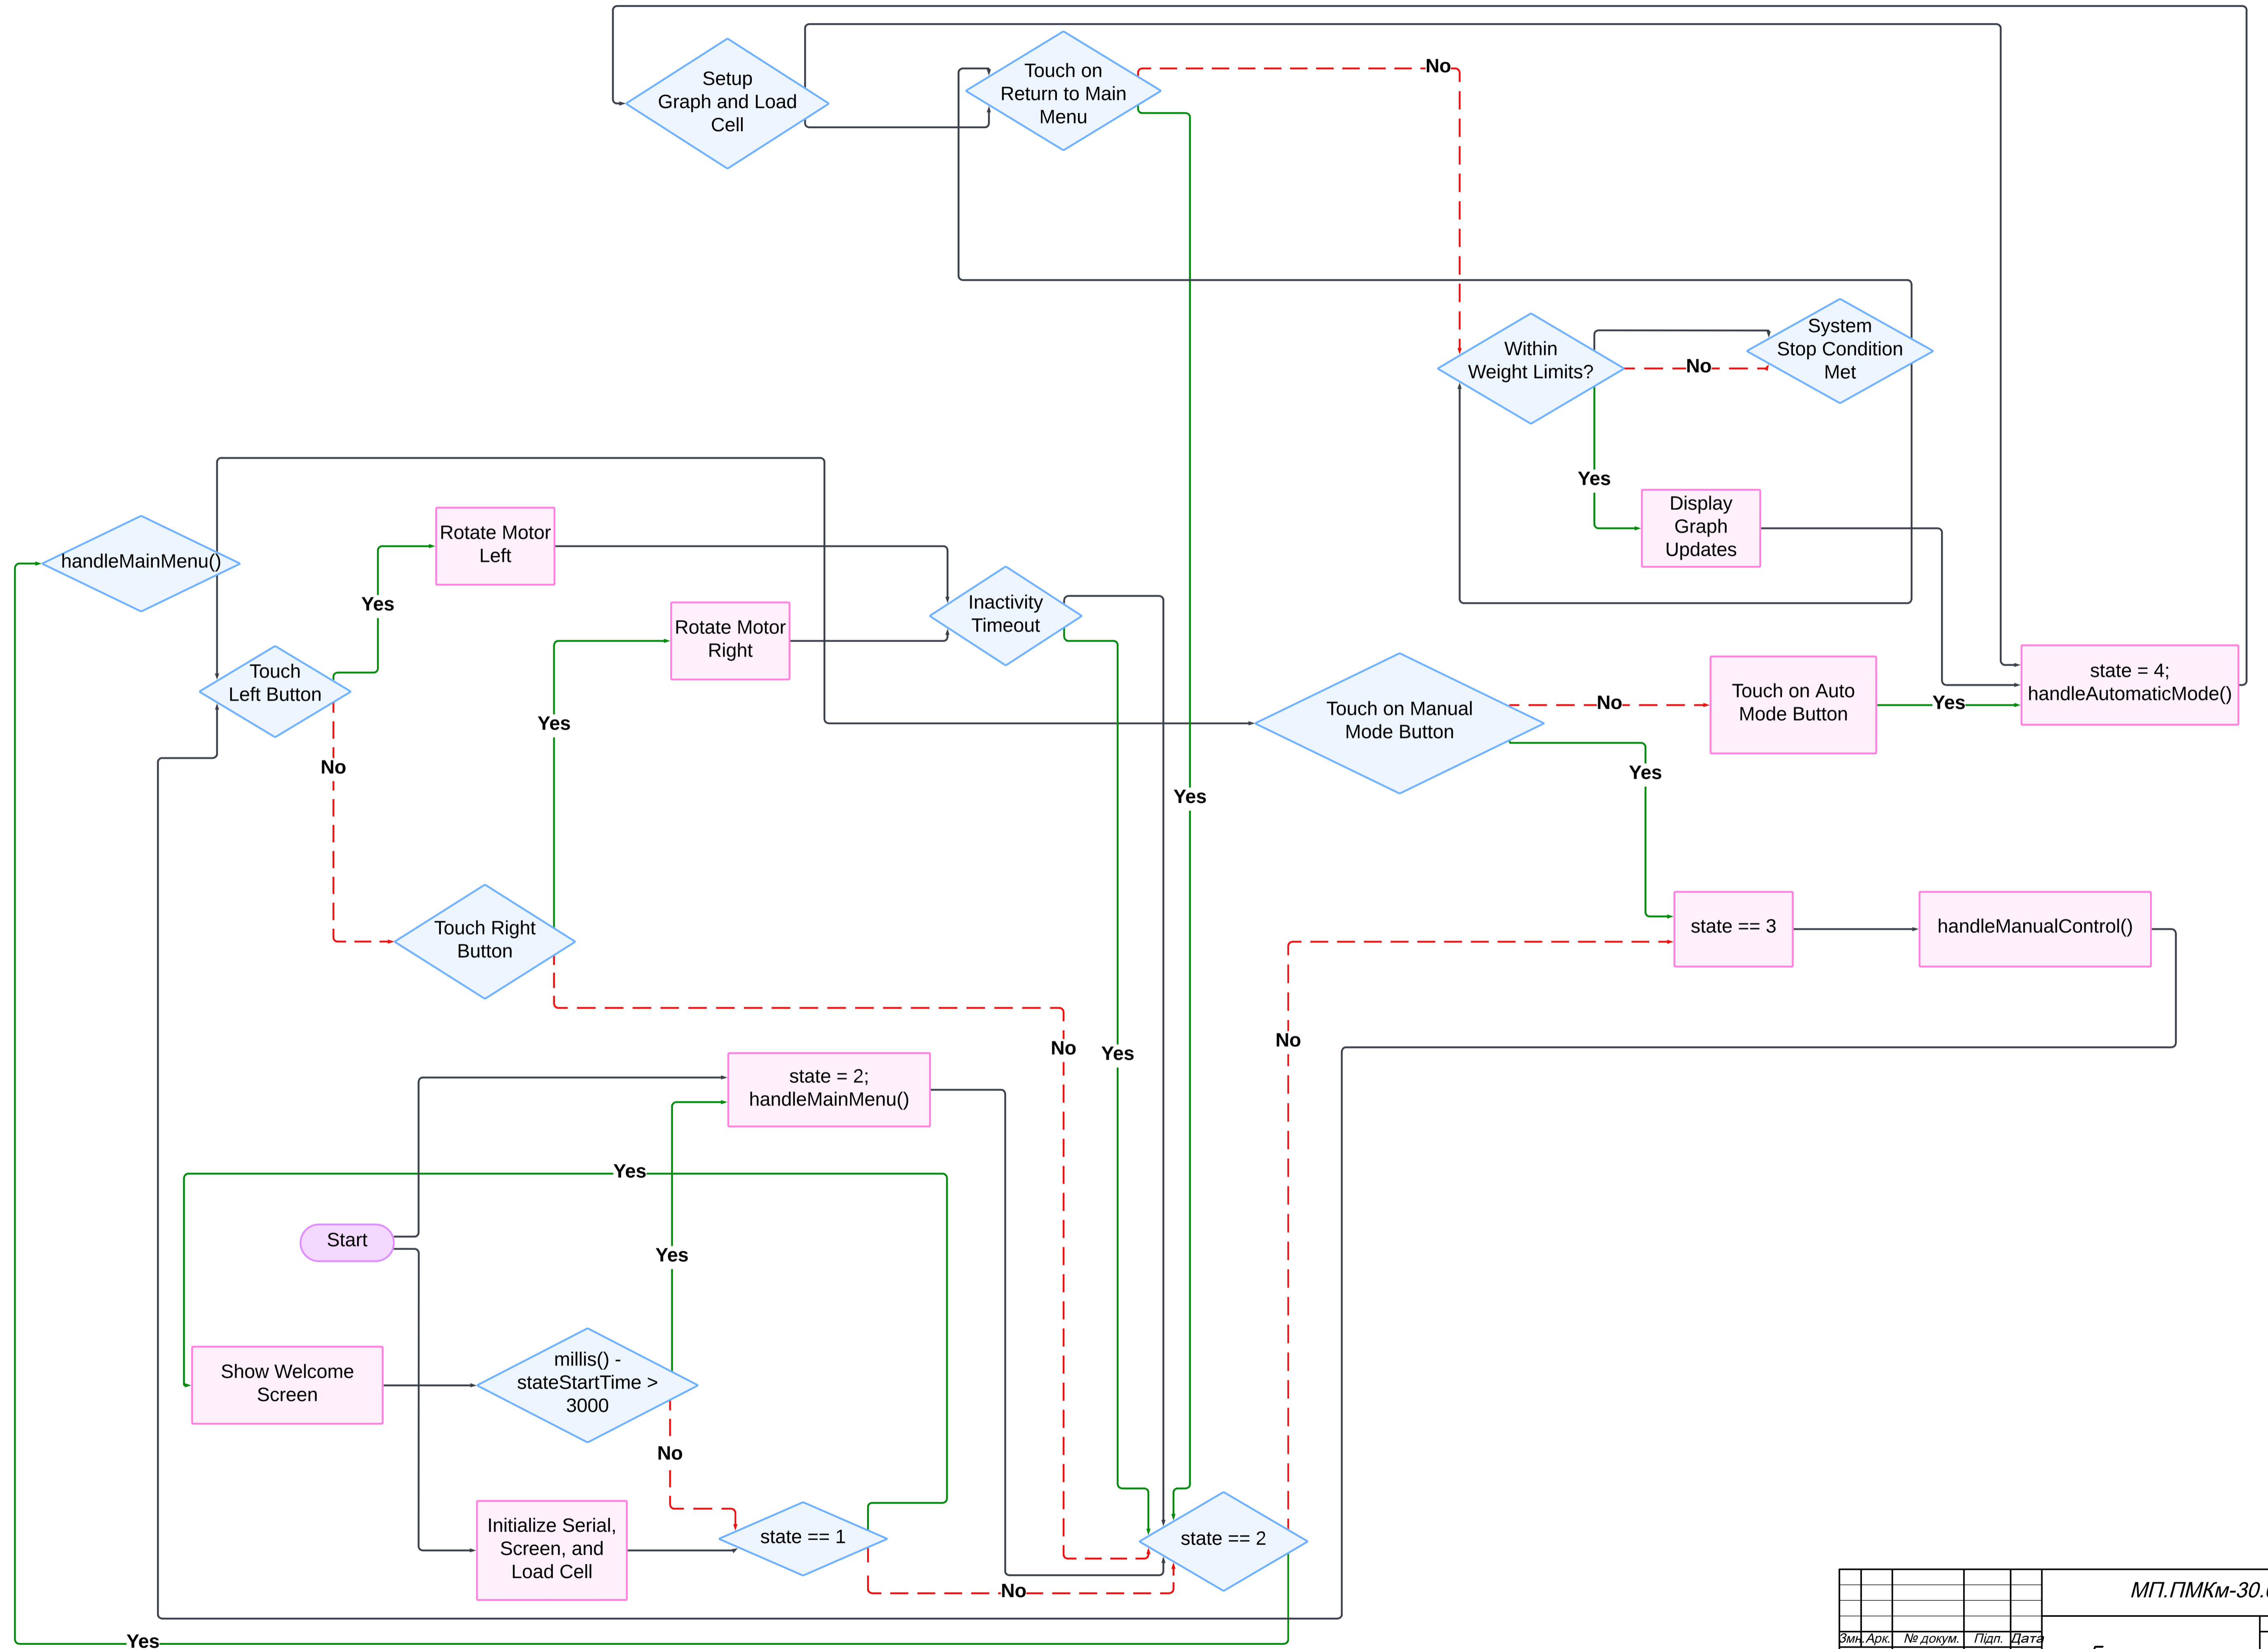 Setup
Graph and Load
Cell
Touch on
Return to Main
Menu
No
System
Stop Condition
Met
Within
Weight Limits?
No
Yes
Display
Graph
Updates
Rotate Motor
Left
handleMainMenu()
Yes
Inactivity
Timeout
Rotate Motor
Right
Touch
Left Button
state = 4;
handleAutomaticMode()
Touch on Auto
Mode Button
Yes
No
Touch on Manual
Mode Button
Yes
Yes
No
Yes
Touch Right
Button
state == 3
handleManualControl()
No
No
Yes
state = 2;
handleMainMenu()
Yes
Start
Yes
Show Welcome
Screen
millis() -
stateStartTime >
3000
No
Initialize Serial,
Screen, and
Load Cell
state == 1
state == 2
No
Yes
МП.ПМКм-30.
Змн. Арк. № докум. Підп. Дата